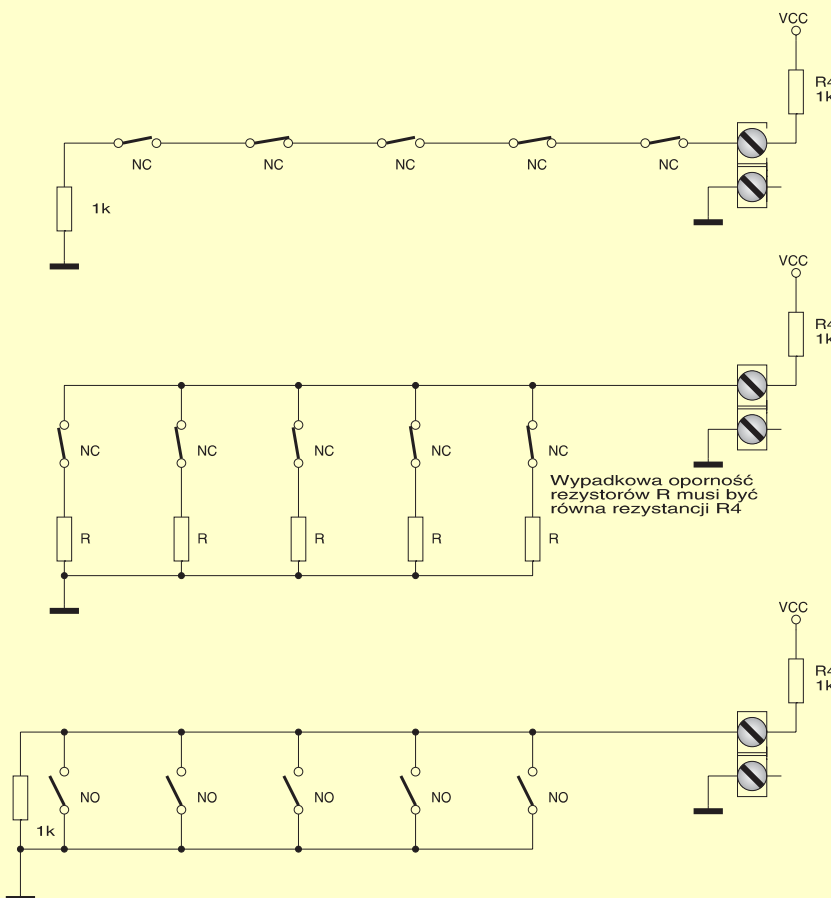 VCC
R4
1k
NC NC NC NC NC
1k
VCC
R4
1k
NC NC NC NC NC
Wypadkowa oporność
rezystorów R musi być
równa rezystancji R4
R R R R R
VCC
R4
1k
NO NO NO NO NO
1k